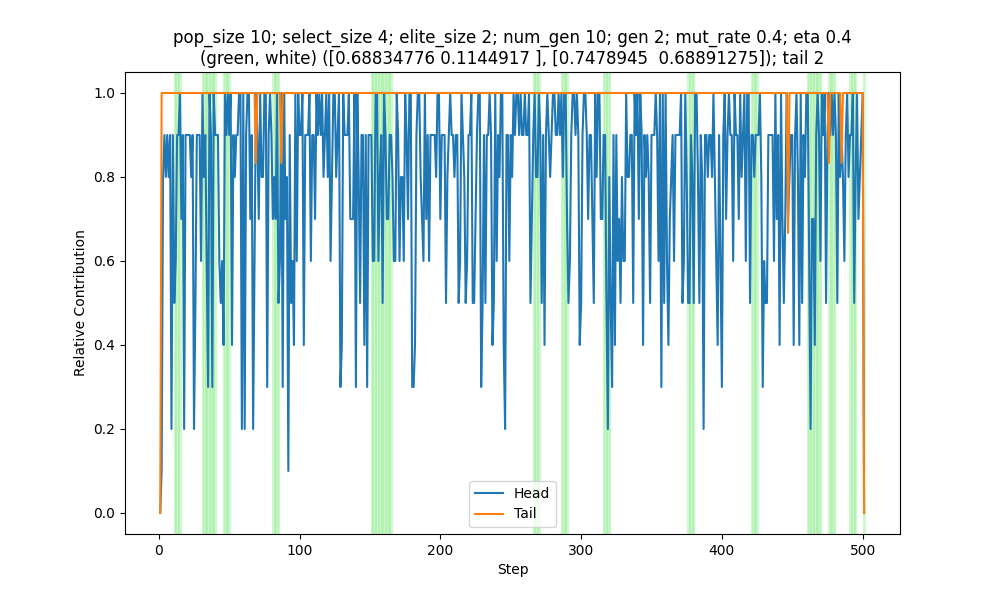 pop_size 10; select_size 4; elite_size 2; num_gen 10; gen 2; mut_rate 0.4; eta 0.4
(green, white) ([0.68834776 0.1144917 ], [0.7478945  0.68891275]); tail 2
1.0
0.8
0.6
0.4
0.2
0.0
Relative Contribution
Head
Tail
0
100
200
300
400
500
Step